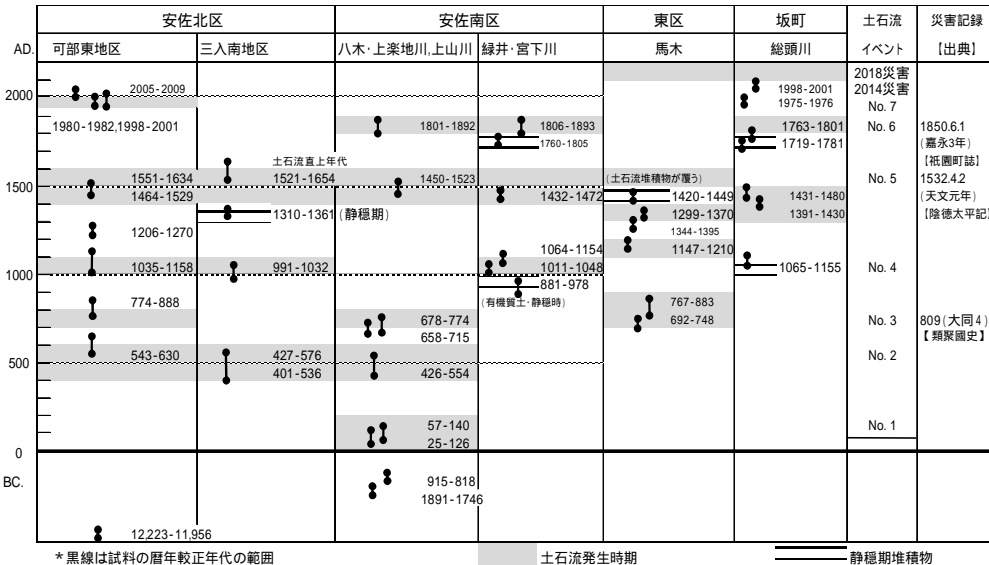 安佐北区 安佐南区 東区 坂町 土石流 災害記録
AD. 可部東地区 三入南地区 八木・上楽地川,上山川 緑井・宮下川 馬木 総頭川 イベント 【出典】
2018災害
2005-2009 1998-2001 2014災害
2000 1975-1976 No. 7
1980-1982,1998-2001 1801-1892 1806-1893 1763-1801 No. 6 1850.6.1
1760-1805 1719-1781 (嘉永3年)
【祇園町誌】
土石流直上年代
1551-1634 1521-1654 1450-1523 (土石流堆積物が覆う) No. 5 1532.4.2
1500 1464-1529 1432-1472 1420-1449 1431-1480 (天文元年)
1310-1361 (静穏期) 1299-1370 1391-1430 【陰徳太平記】
1206-1270 1344-1395
1064-1154 1147-1210
1035-1158 991-1032 1011-1048 1065-1155 No. 4
1000 881-978
774-888 (有機質土・静穏時) 767-883
678-774 692-748 No. 3 809(大同4)
658-715 【類聚國史】
543-630 427-576 No. 2
500 401-536 426-554
57-140 No. 1
25-126
0
BC. 915-818
1891-1746
12,223-11,956
*黒線は試料の暦年較正年代の範囲 土石流発生時期 静穏期堆積物